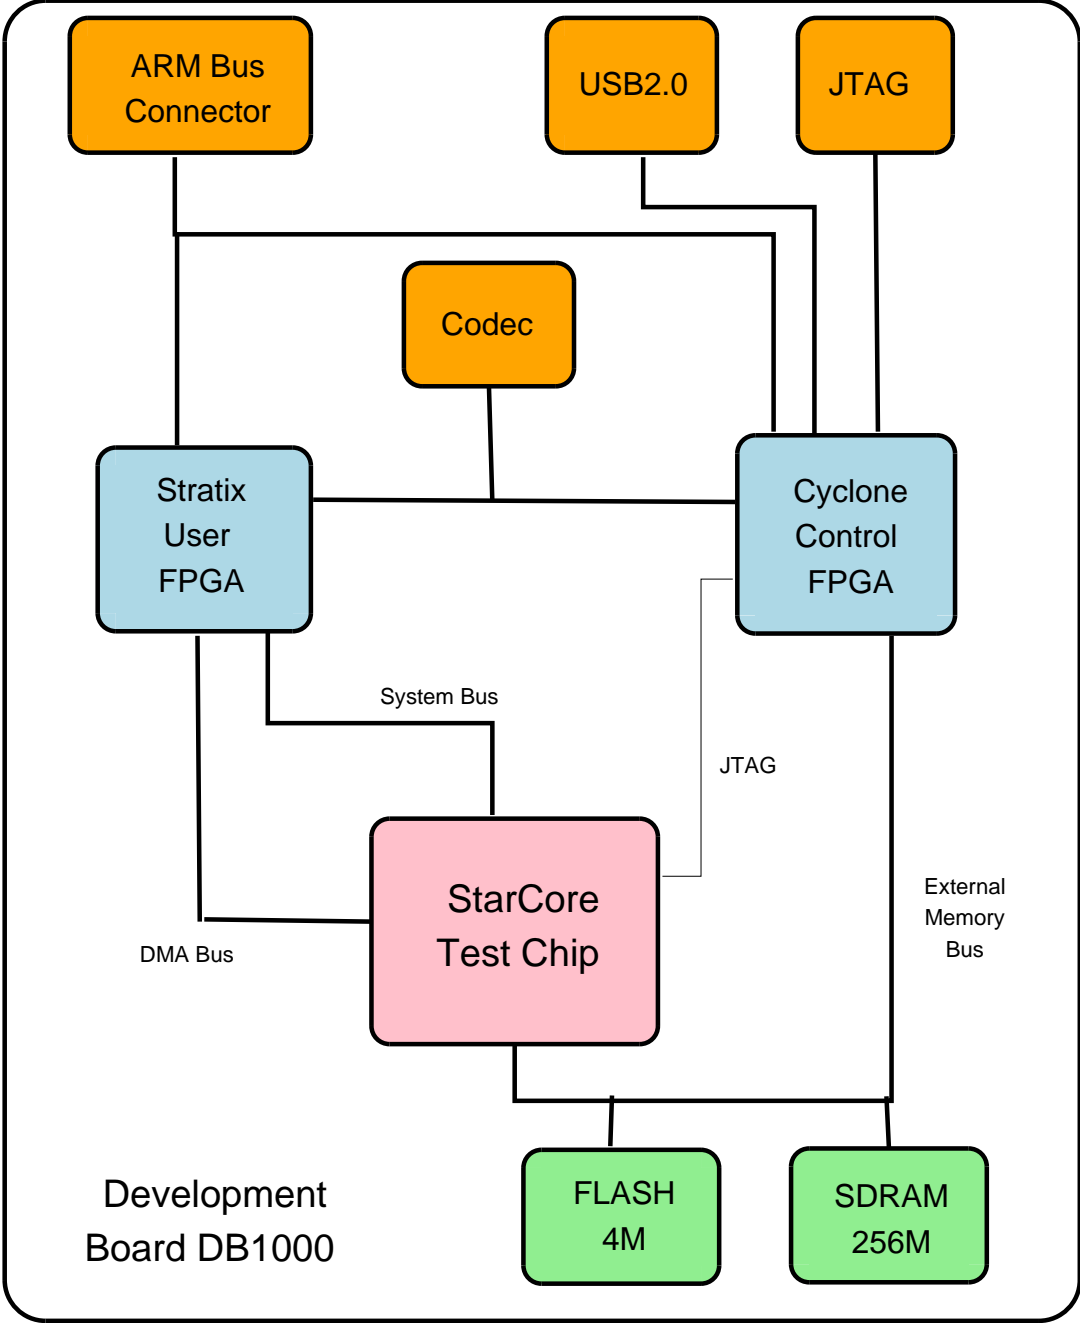 ARM Bus
Connector
USB2.0
JTAG
Codec
Stratix
User
FPGA
Cyclone
Control
FPGA
System Bus
JTAG
StarCore
Test Chip
External
Memory
Bus
DMA Bus
Development
Board DB1000
FLASH
4M
SDRAM
256M